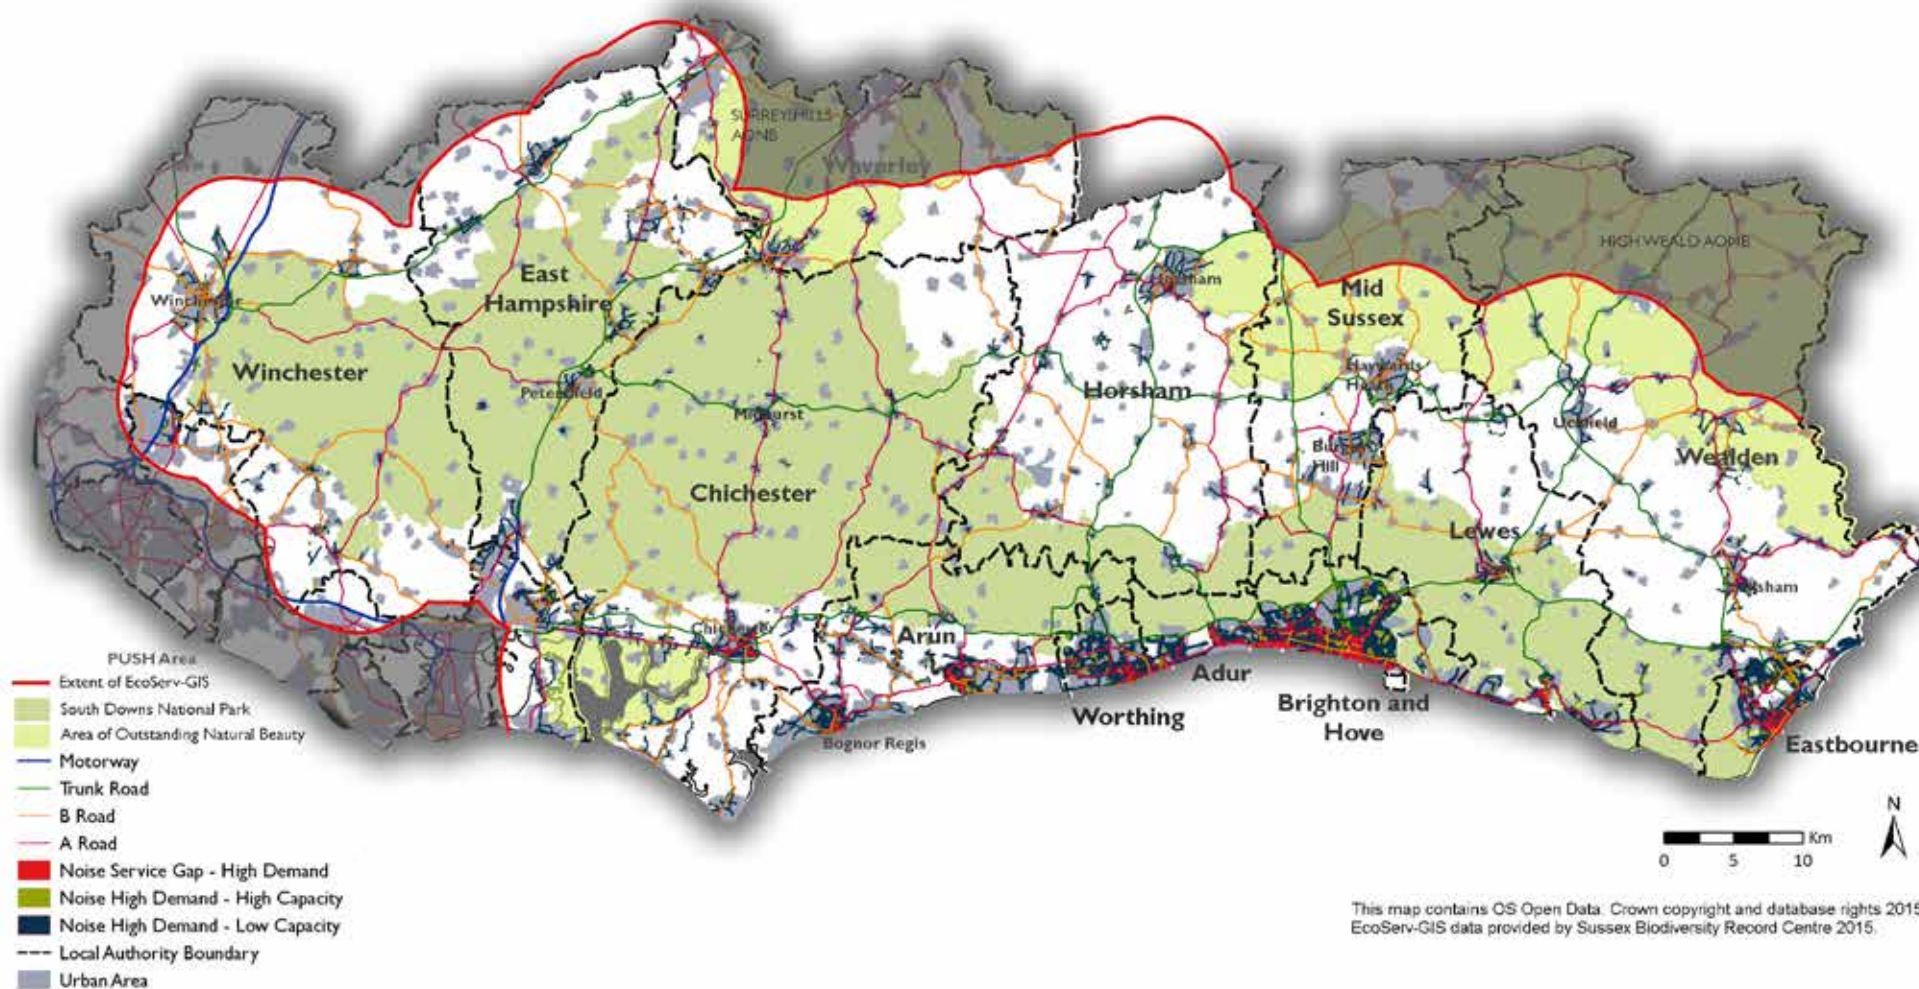 SURREY HILLS
AONB
Waverley
HIGH WEALD AONB
East
Hampshire
Winchester
Horsham
Mid
Sussex
Winchester
Petersfield
Midhurst
Horsham
Haywards
Heath
Uckfield
Burgess
Hill
Wealden
Chichester
Lewes
Hailsham
Chichester
Arun
Adur
Worthing
Brighton and
Hove
Bognor Regis
Eastbourne
PUSH Area
Extent of EcoServ-GIS
South Downs National Park
Area of Outstanding Natural Beauty
Motorway
Trunk Road
B Road
A Road
Noise Service Gap - High Demand
Noise High Demand - High Capacity
Noise High Demand - Low Capacity
Local Authority Boundary
Urban Area
N
Km
0 5 10
This map contains OS Open Data. Crown copyright and database rights 2015
EcoServ-GIS data provided by Sussex Biodiversity Record Centre 2015.